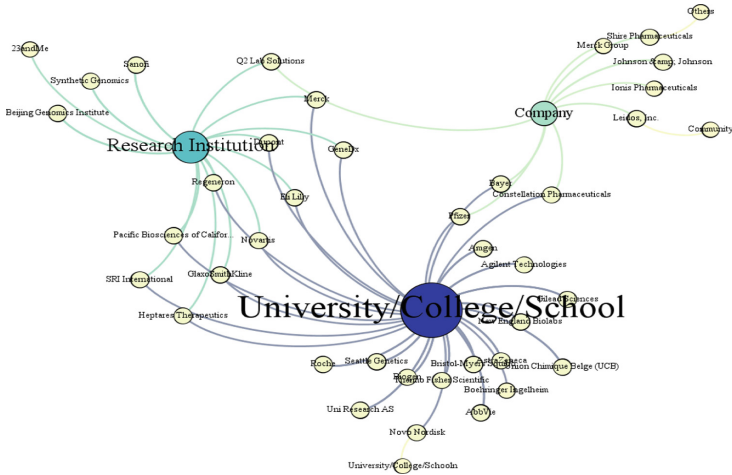 Others
Shire Pharmaceuticals
Merck Group
23andMe
Q2 Lab Solutions
Johnson &amg; Johnson
Sanofi
Synthetic Genomics
Ionis Pharmaceuticals
Merck
Beijing Genomics Institute
Company
Leidos, Inc.
Community
Research Institution
Dupont
GeneDx
Regeneron
Bayer
Eli Lilly
Constellation Pharmaceuticals
Pfizer
Pacific Biosciences of Califor...
Novartis
Amgen
Agilent Technologies
SRI International
GlaxoSmithKline
University/College/School
Gilead Sciences
Heptares Therapeutics
New England Biolabs
Roche
Seattle Genetics
Bristol-Myers Squibb
AstraZeneca
Union Chimique Belge (UCB)
Biogen
Thermo Fisher Scientific
Boehringer Ingelheim
Uni Research AS
AbbVie
Novo Nordisk
University/College/Schooln